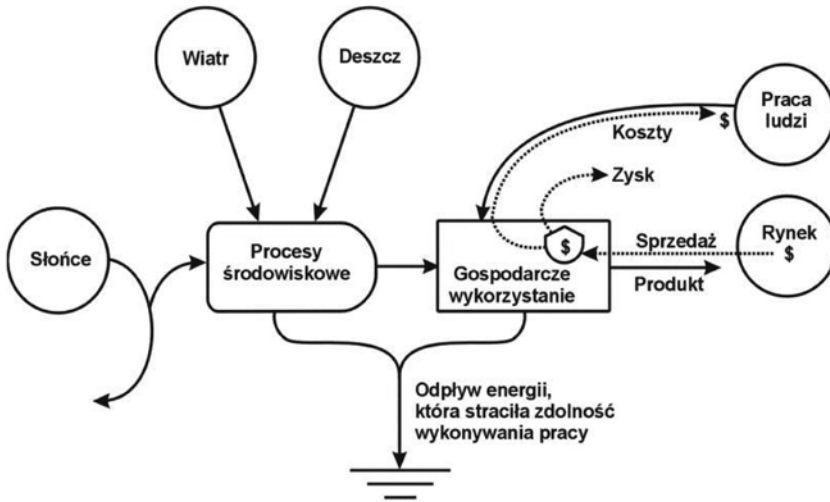 Wiatr
Deszcz
Praca
ludzi
$
Koszty
Zysk
Słońce
Procesy
środowiskowe
$
Gospodarcze
wykorzystanie
Sprzedaż
Produkt
Rynek
$
Odpływ energii,
która straciła zdolność
wykonywania pracy